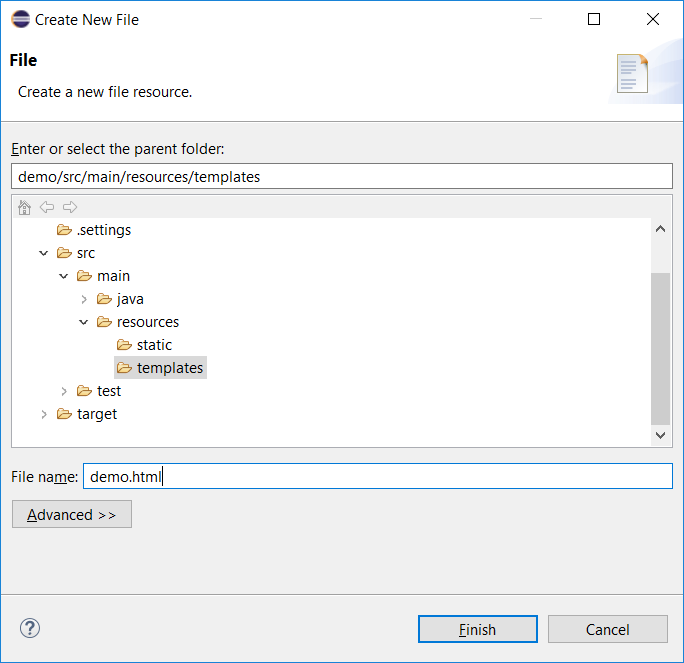 Create New File
File
Create a new file resource.
Enter or select the parent folder:
demo/src/main/resources/templates
.settings
src
main
java
resources
static
templates
test
target
File name: demo.html
Advanced >>
Finish Cancel